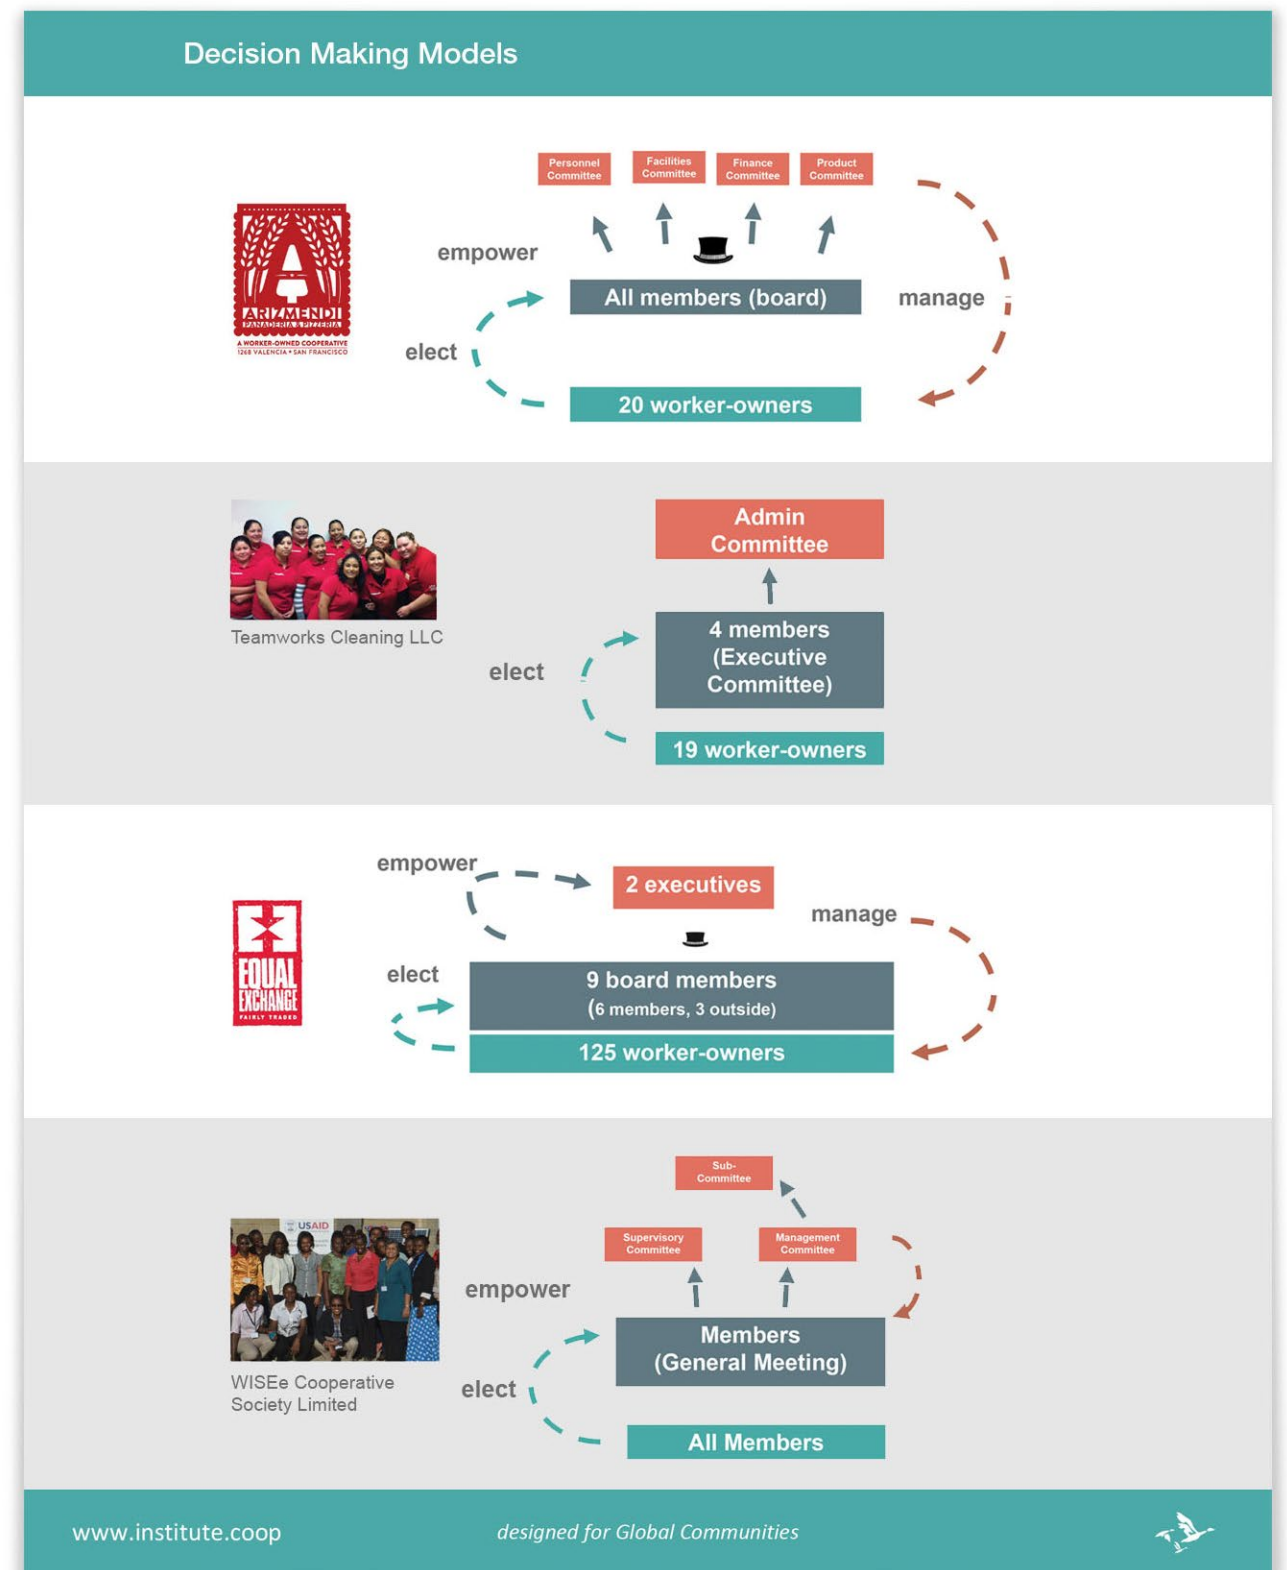 Decision Making Models
Personnel
Committee
Facilities
Committee
Finance
Committee
Product
Committee
empower
All members (board)
manage
elect
20 worker-owners
ARIZMENDI
PANADERIA & PIZZERIA
A WORKER-OWNED COOPERATIVE
1268 VALENCIA • SAN FRANCISCO
Admin
Committee
4 members
(Executive
Committee)
elect
19 worker-owners
Teamworks Cleaning LLC
empower
2 executives
manage
elect
9 board members
(6 members, 3 outside)
125 worker-owners
EQUAL
EXCHANGE
FAIRLY TRADED
Sub-
Committee
Supervisory
Committee
Management
Committee
empower
Members
(General Meeting)
elect
All Members
USAID
WISEe Cooperative
Society Limited
www.institute.coop
designed for Global Communities